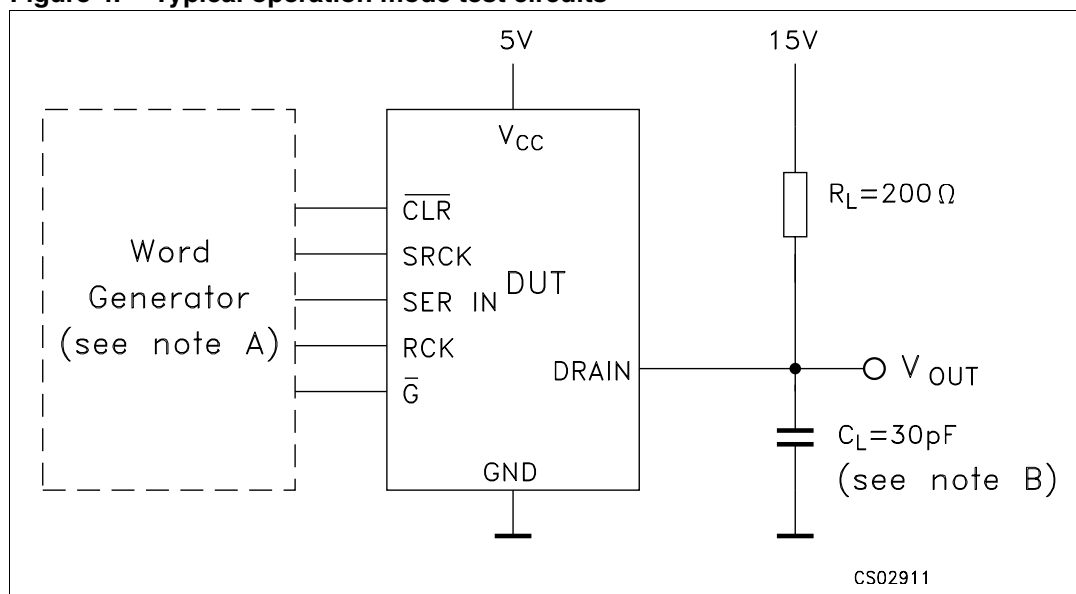 Figure 4. Typical operation mode test circuits
5V
15V
VCC
CLR
SRCK
SER IN
RCK
G
DUT
DRAIN
GND
Word
Generator
(see note A)
RL=200Ω
VOUT
CL=30pF
(see note B)
CS02911